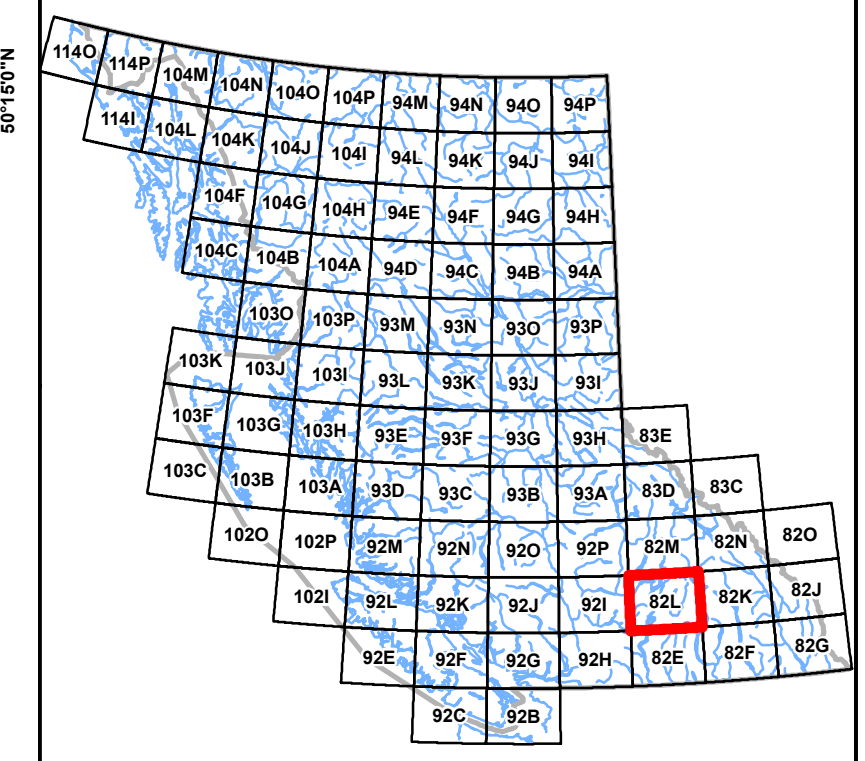 50°15'0"N
114O 114P 104M 104N 104O 104P 94M 94N 94O 94P
114I 104L 104K 104J 104I 94L 94K 94J 94I
104F 104G 104H 94E 94F 94G 94H
104C 104B 104A 94D 94C 94B 94A
103O 103P 93M 93N 93O 93P
103K 103J 103I 93L 93K 93J 93I
103F 103G 103H 93E 93F 93G 93H 83E
103C 103B 103A 93D 93C 93B 93A 83D 83C
102O 102P 92M 92N 92O 92P 82M 82N 82O
102I 92L 92K 92J 92I 82L 82K 82J
92E 92F 92G 92H 82E 82F 82G
92C 92B